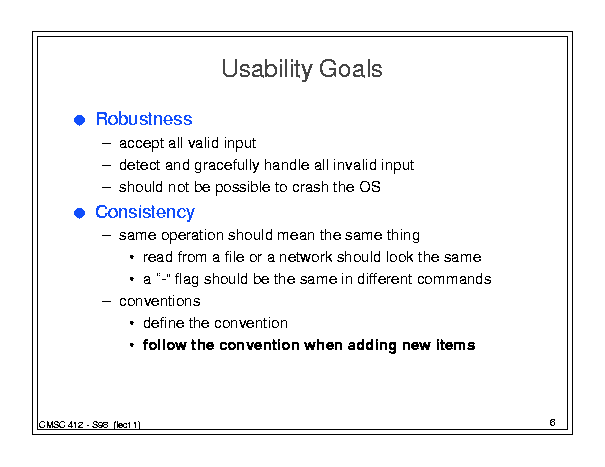 Usability Goals
● Robustness
– accept all valid input
– detect and gracefully handle all invalid input
– should not be possible to crash the OS
● Consistency
– same operation should mean the same thing
• read from a file or a network should look the same
• a “-” flag should be the same in different commands
– conventions
• define the convention
• follow the convention when adding new items
CMSC 412 - S98 (lect 1)
6